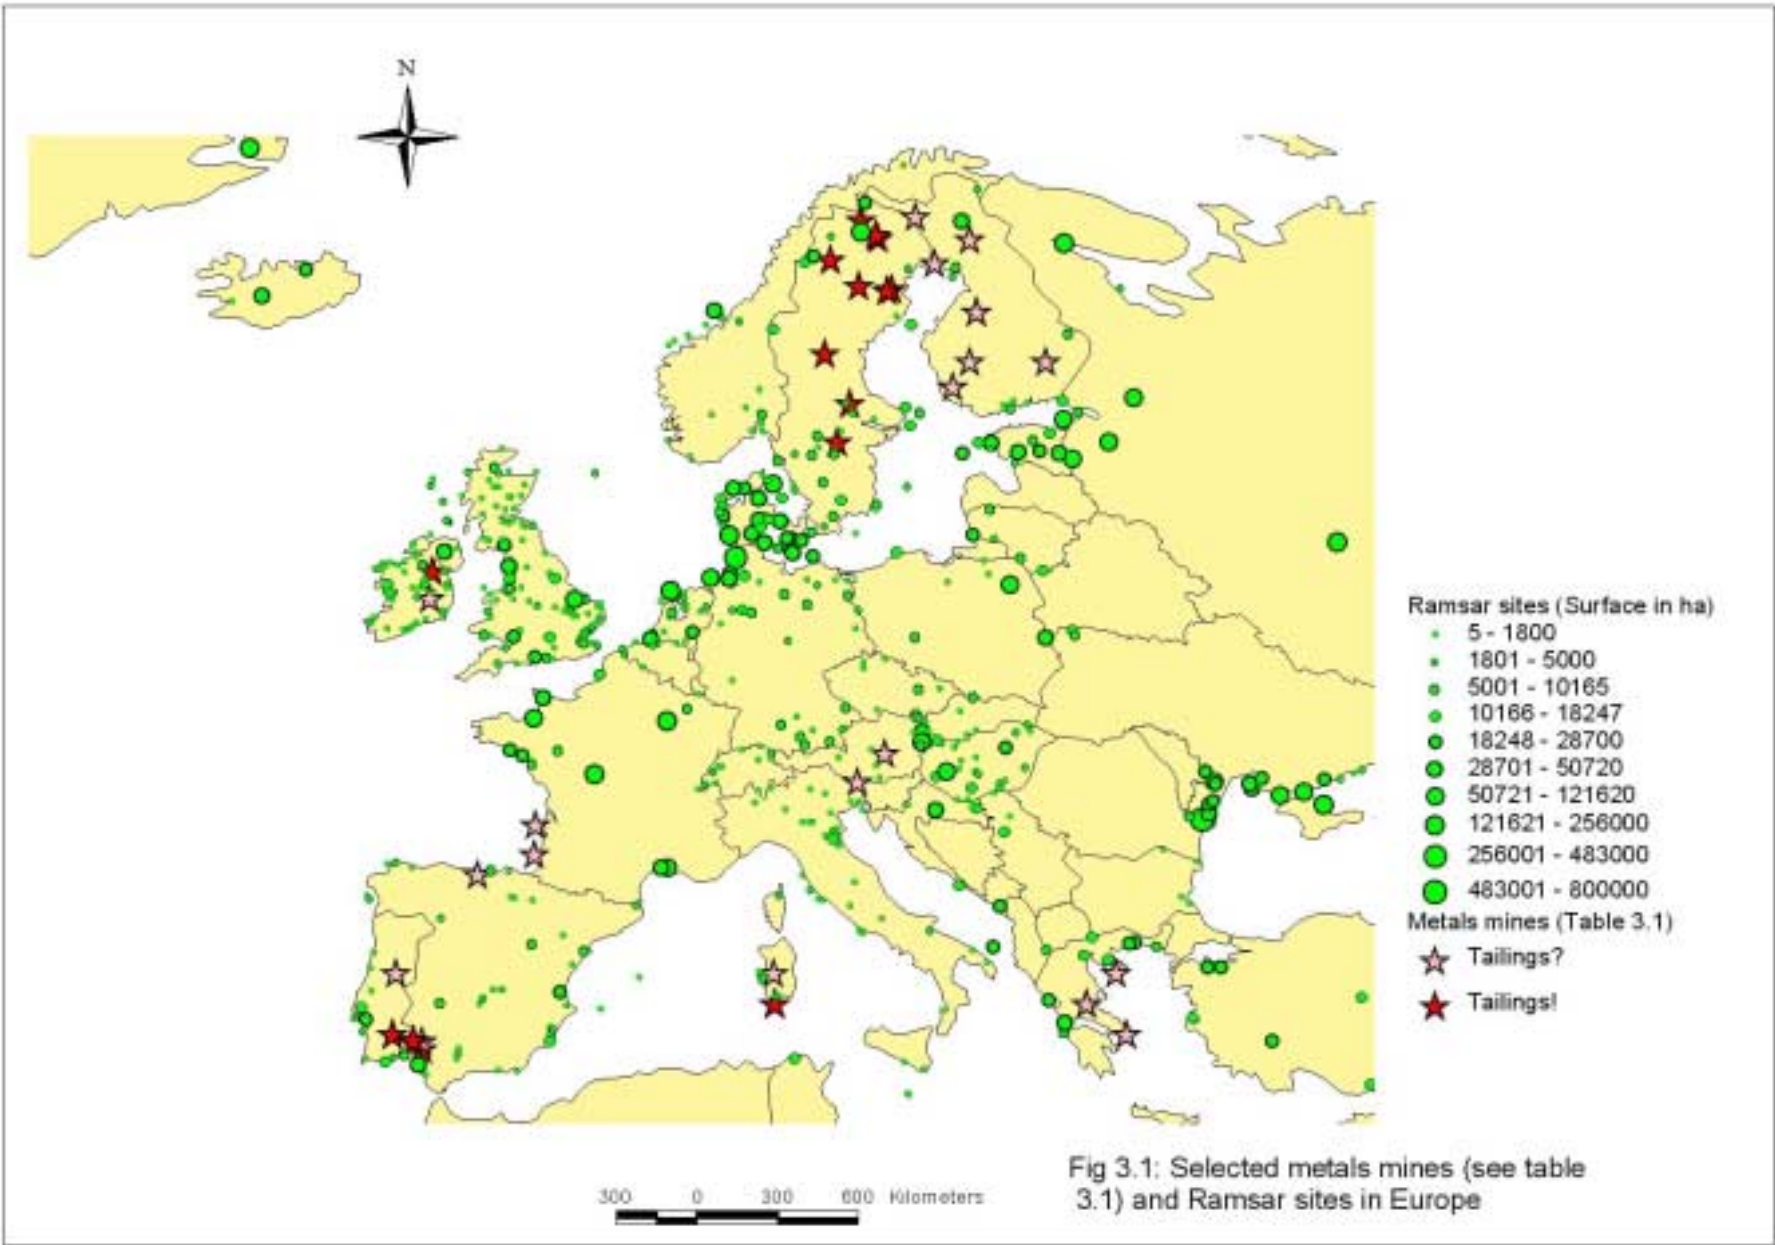 N
Ramsar sites (Surface in ha)
5 - 1800
1801 - 5000
5001 - 10165
10166 - 18247
18248 - 28700
28701 - 50720
50721 - 121620
121621 - 256000
256001 - 483000
483001 - 800000
Metals mines (Table 3.1)
Tailings?
Tailings!
300 0 300 600 Kilometers
Fig 3.1: Selected metals mines (see table
3.1) and Ramsar sites in Europe